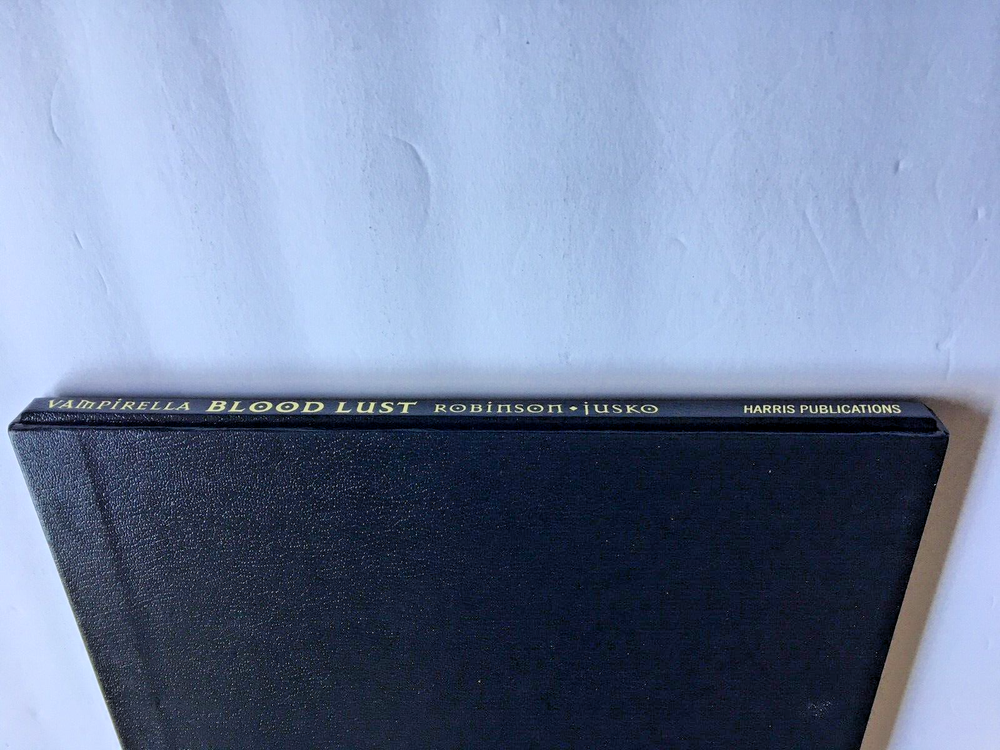 VAMPIRELLA BLOOD LUST ROBINSON • JUSKO HARRIS PUBLICATIONS